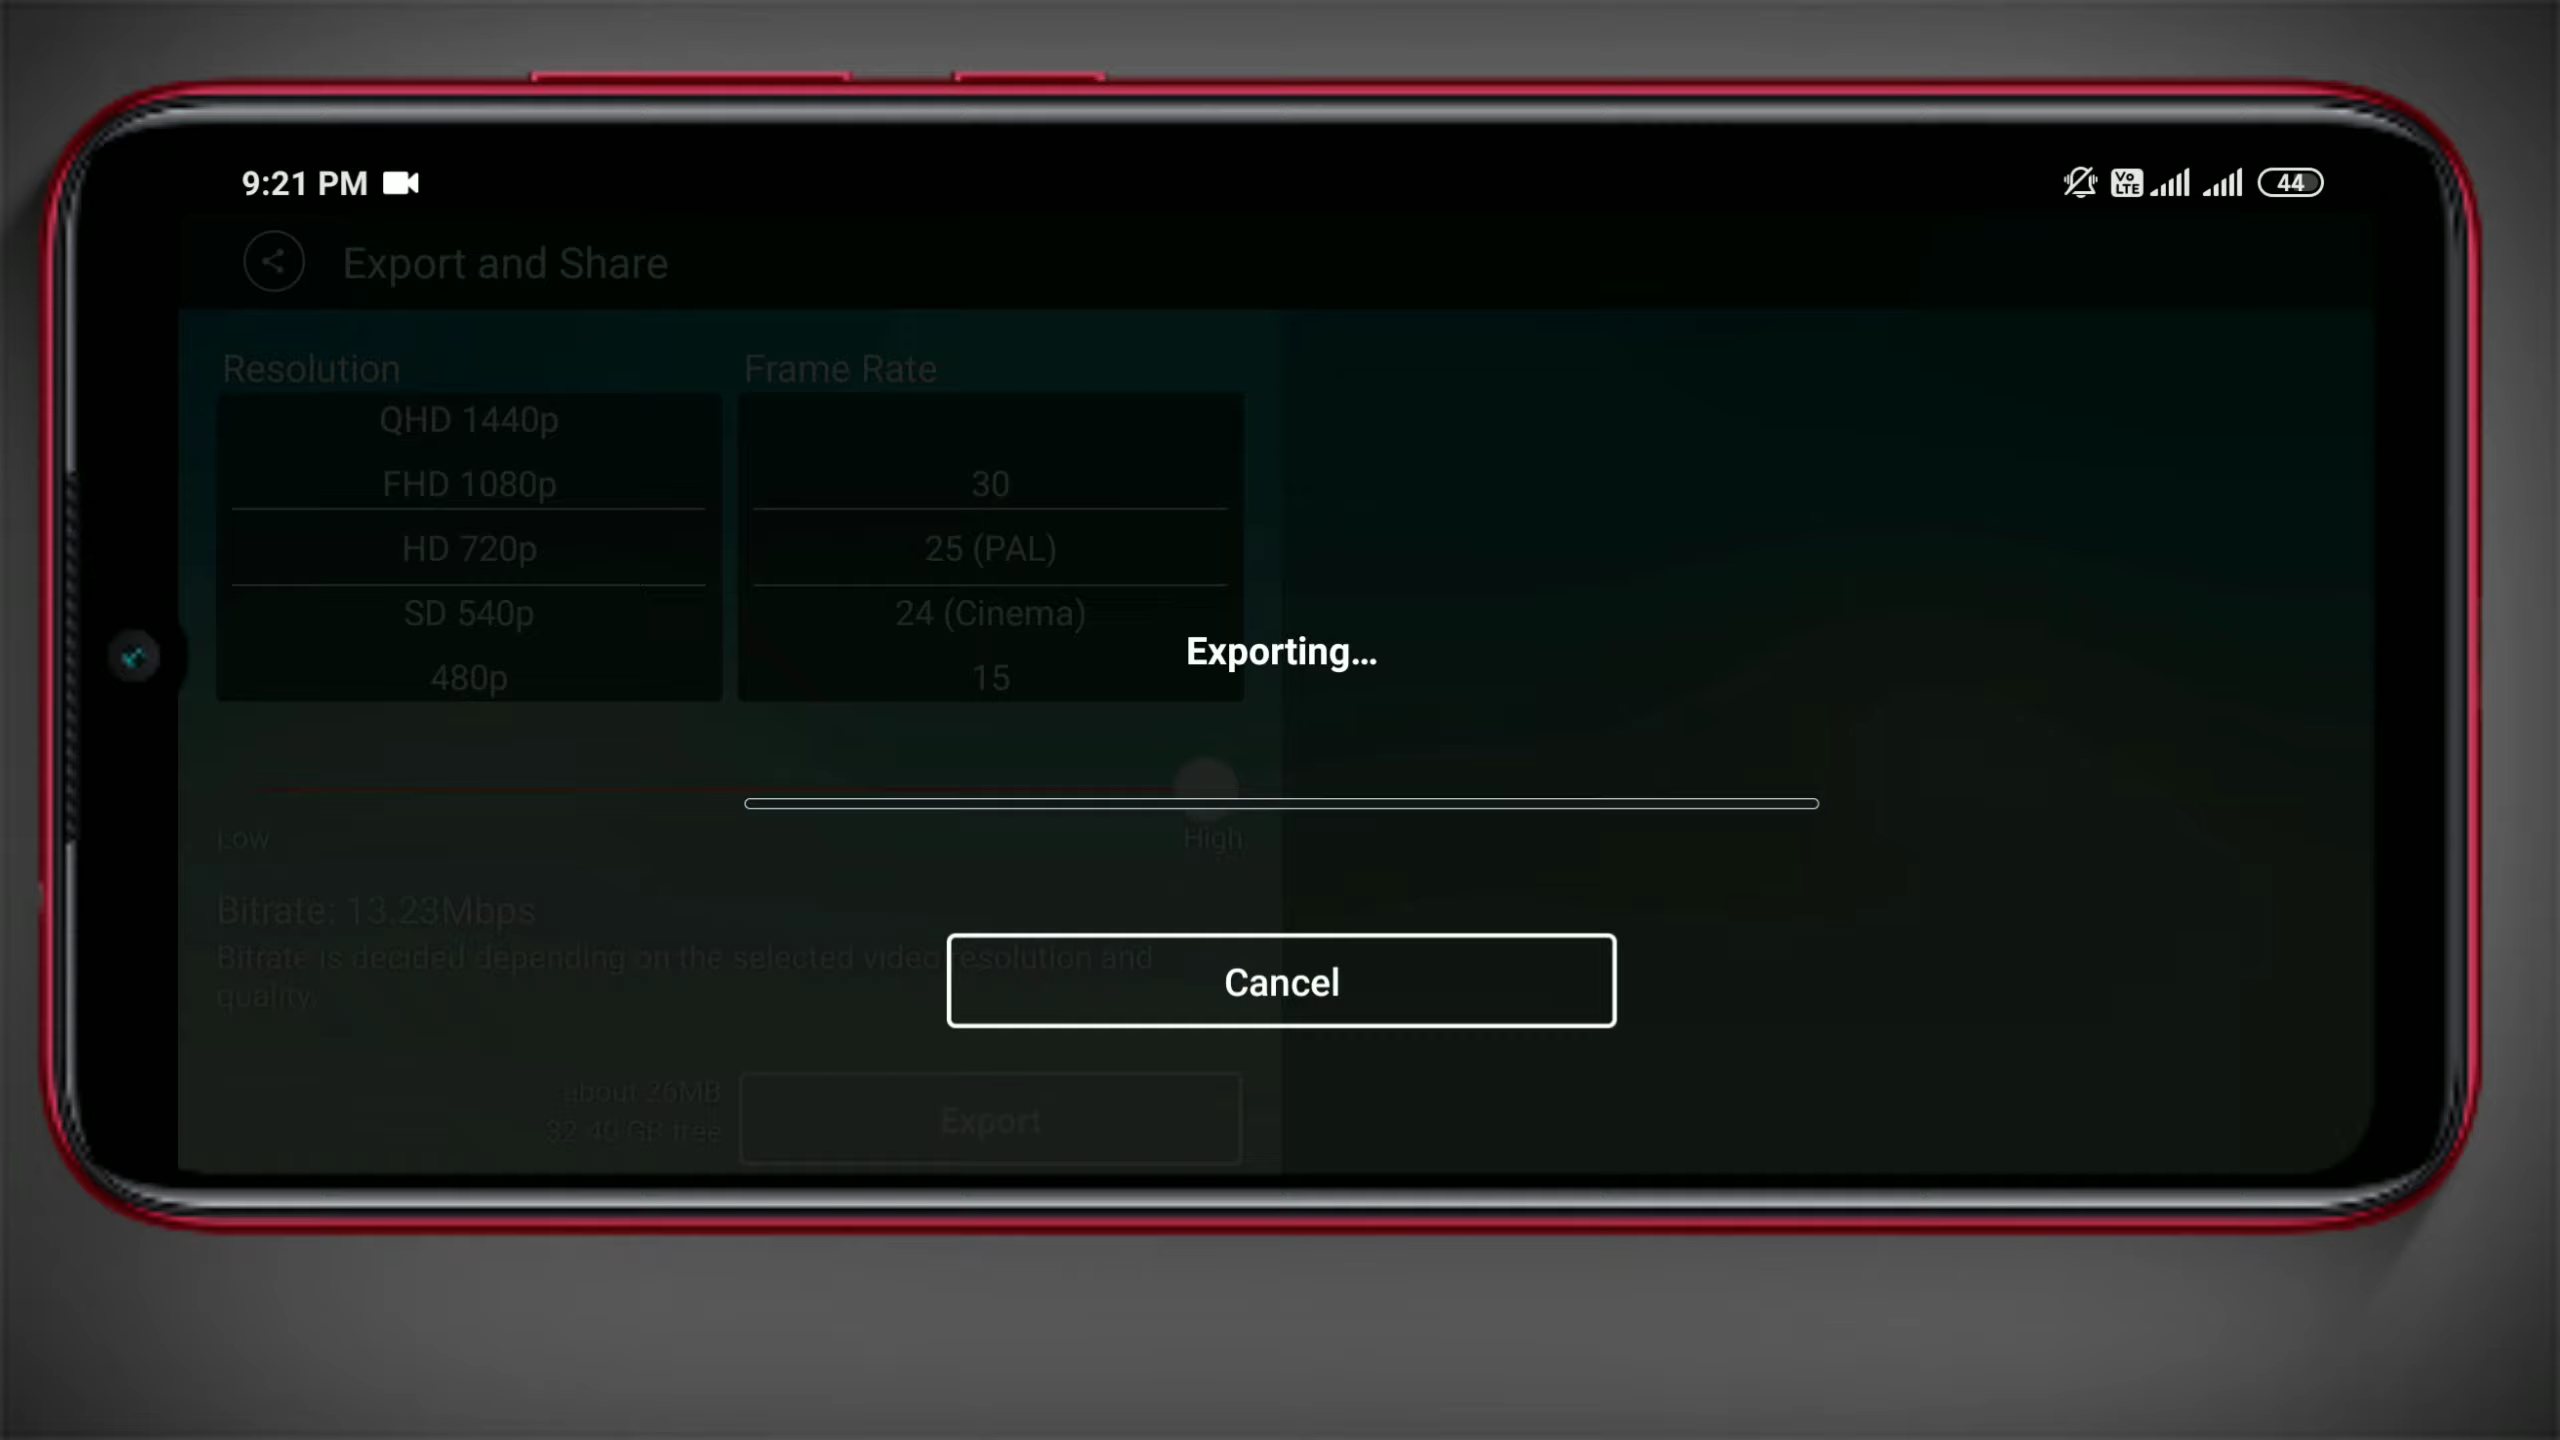 9:21 PM
Vo LTE
44
Export and Share
Resolution
Frame Rate
QHD 1440p
FHD 1080p
30
HD 720p
25 (PAL)
SD 540p
24 (Cinema)
480p
15
Exporting...
Low
High
Bitrate: 13.23Mbps
Bitrate is decided depending on the selected video resolution and
quality.
Cancel
about 26MB
32.40 GB free
Export